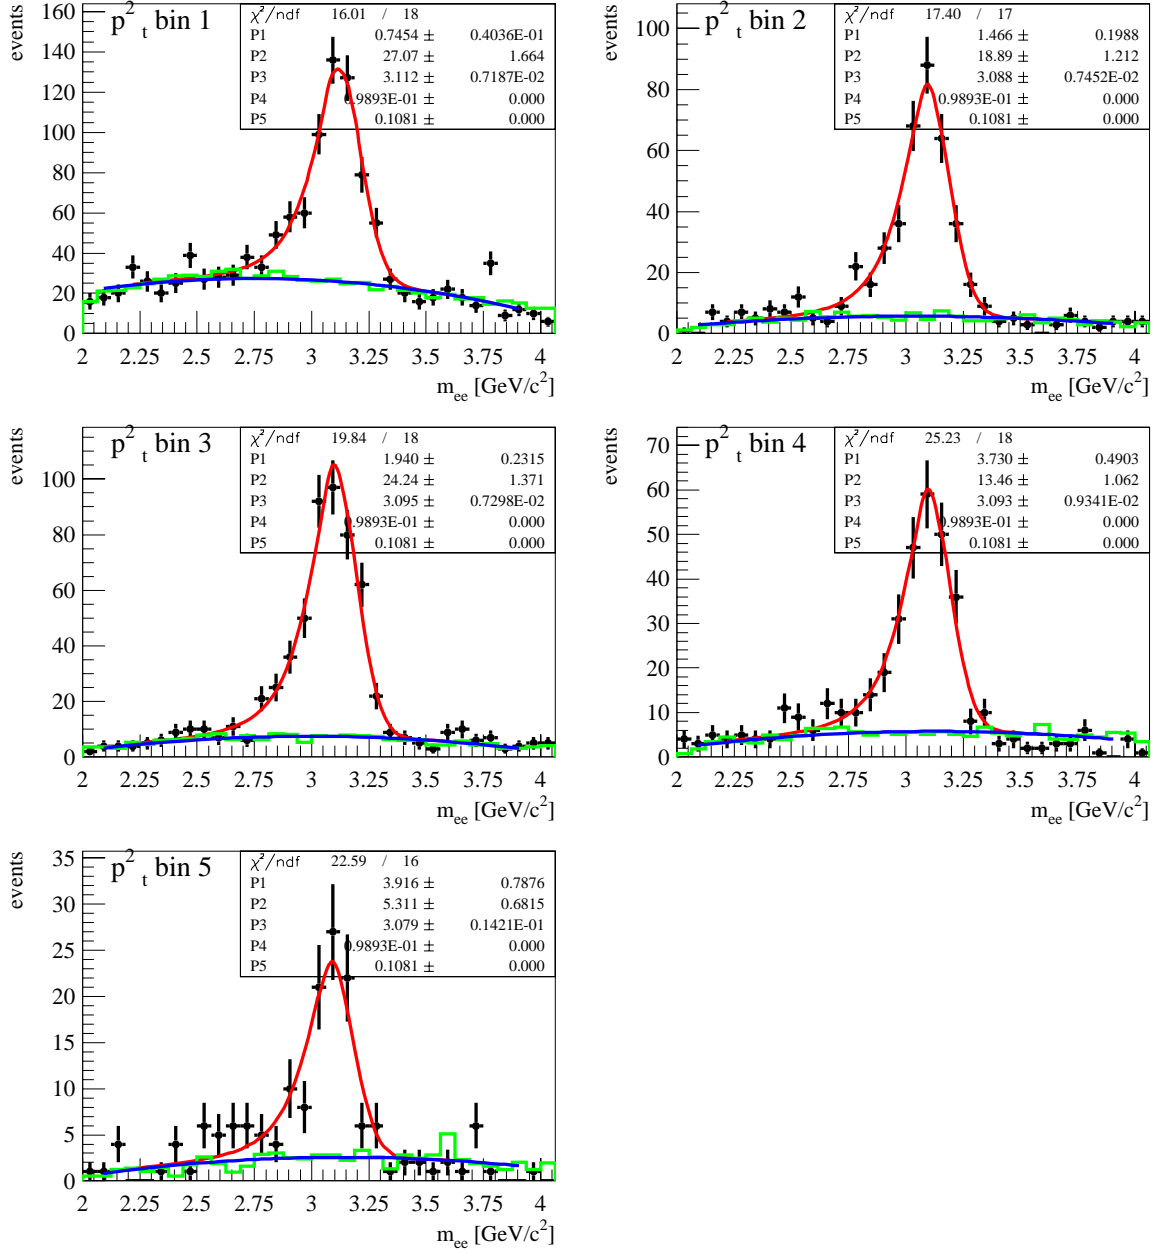 events
p²t bin 1
χ²/ndf 16.01 / 18
P1 0.7454 ± 0.4036E-01
P2 27.07 ± 1.664
P3 3.112 ± 0.7187E-02
P4 0.9893E-01 ± 0.000
P5 0.1081 ± 0.000
160
140
120
100
80
60
40
20
0
2 2.25 2.5 2.75 3 3.25 3.5 3.75 4
mee [GeV/c²]
events
p²t bin 2
χ²/ndf 17.40 / 17
P1 1.466 ± 0.1988
P2 18.89 ± 1.212
P3 3.088 ± 0.7452E-02
P4 0.9893E-01 ± 0.000
P5 0.1081 ± 0.000
100
80
60
40
20
0
2 2.25 2.5 2.75 3 3.25 3.5 3.75 4
mee [GeV/c²]
events
p²t bin 3
χ²/ndf 19.84 / 18
P1 1.940 ± 0.2315
P2 24.24 ± 1.371
P3 3.095 ± 0.7298E-02
P4 0.9893E-01 ± 0.000
P5 0.1081 ± 0.000
100
80
60
40
20
0
2 2.25 2.5 2.75 3 3.25 3.5 3.75 4
mee [GeV/c²]
events
p²t bin 4
χ²/ndf 25.23 / 18
P1 3.730 ± 0.4903
P2 13.46 ± 1.062
P3 3.093 ± 0.9341E-02
P4 0.9893E-01 ± 0.000
P5 0.1081 ± 0.000
70
60
50
40
30
20
10
0
2 2.25 2.5 2.75 3 3.25 3.5 3.75 4
mee [GeV/c²]
events
p²t bin 5
χ²/ndf 22.59 / 16
P1 3.916 ± 0.7876
P2 5.311 ± 0.6815
P3 3.079 ± 0.1421E-01
P4 0.9893E-01 ± 0.000
P5 0.1081 ± 0.000
35
30
25
20
15
10
5
0
2 2.25 2.5 2.75 3 3.25 3.5 3.75 4
mee [GeV/c²]